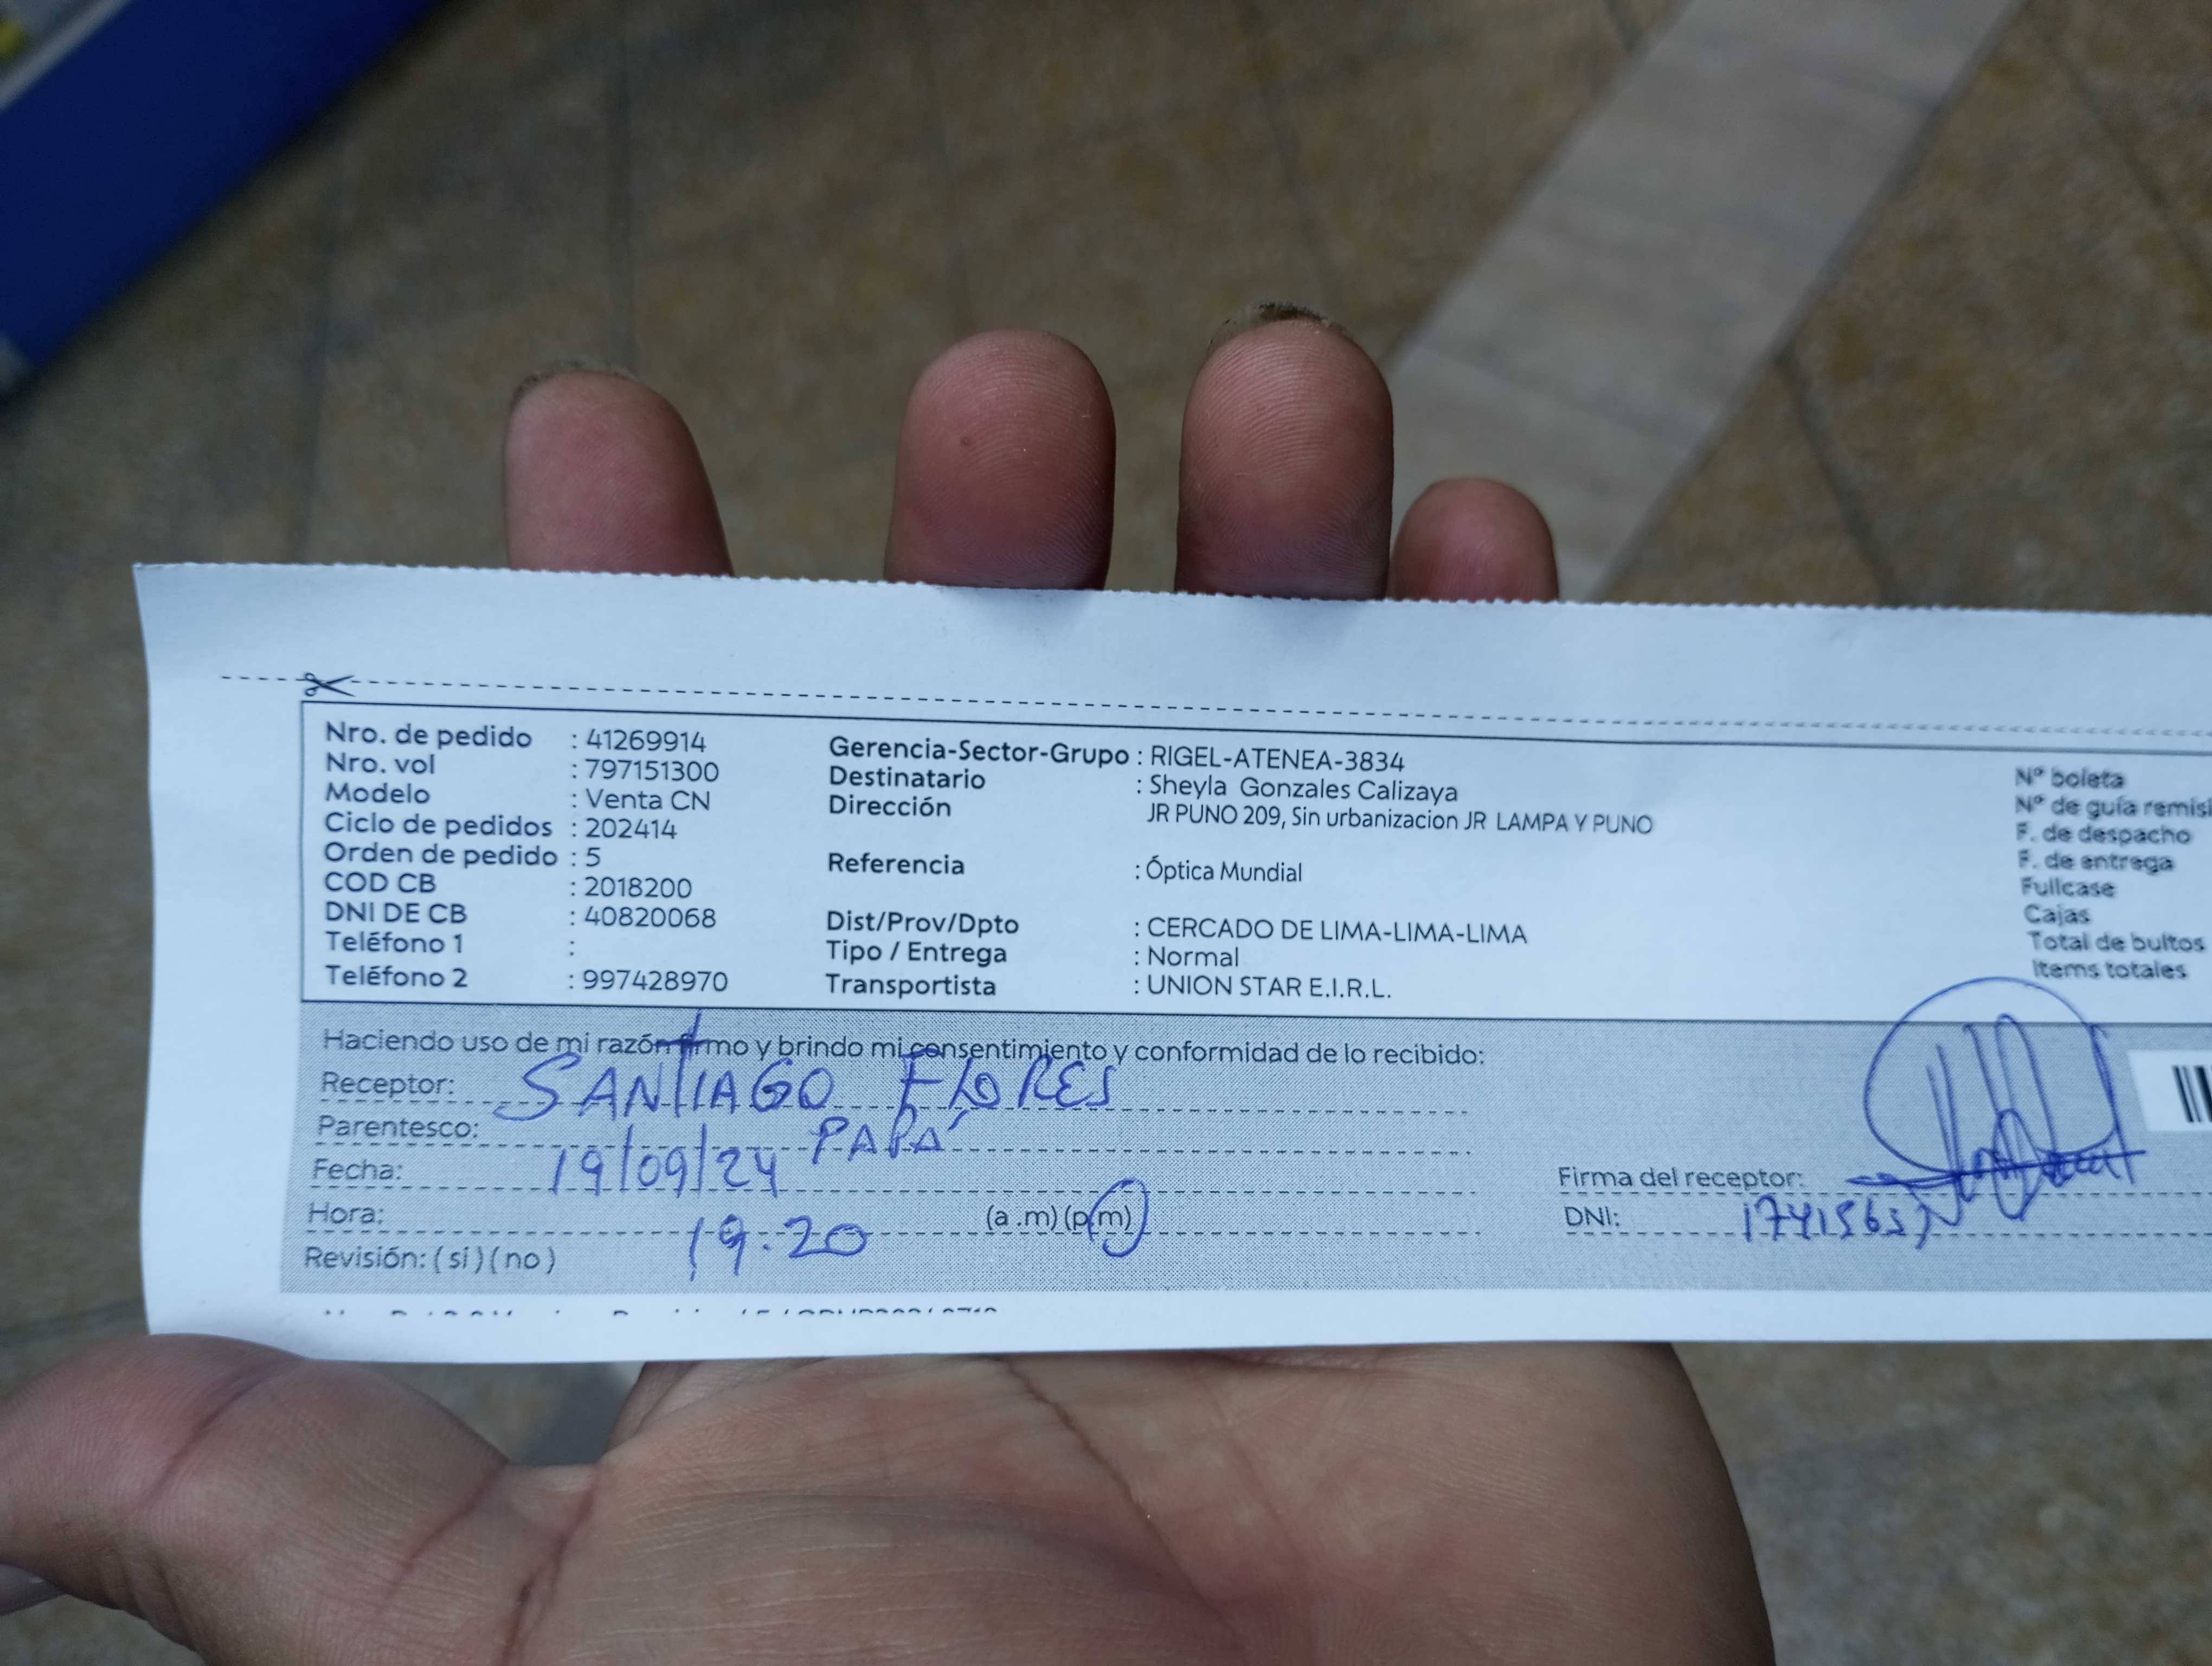 Nro. de pedido : 41269914
Nro. vol : 797151300
Modelo : Venta CN
Ciclo de pedidos : 202414
Orden de pedido : 5
COD CB : 2018200
DNI DE CB : 40820068
Teléfono 1 :
Teléfono 2 : 997428970
Gerencia-Sector-Grupo : RIGEL-ATENEA-3834
Destinatario : Sheyla Gonzales Calizaya
Dirección JR PUNO 209, Sin urbanizacion JR LAMPA Y PUNO
Referencia : Óptica Mundial
Dist/Prov/Dpto : CERCADO DE LIMA-LIMA-LIMA
Tipo / Entrega : Normal
Transportista : UNION STAR E.I.R.L.
Nº boleta
Nº de guía remisi
F. de despacho
F. de entrega
Fullcase
Cajas
Total de bultos
Items totales
Haciendo uso de mi razón firmo y brindo mi consentimiento y conformidad de lo recibido:
Receptor: SANTIAGO FLORES
Parentesco: PAPÁ
Fecha: 19/09/24
Hora: 19.20 (a .m) (p.m)
Revisión: ( si ) ( no )
Firma del receptor:
DNI: